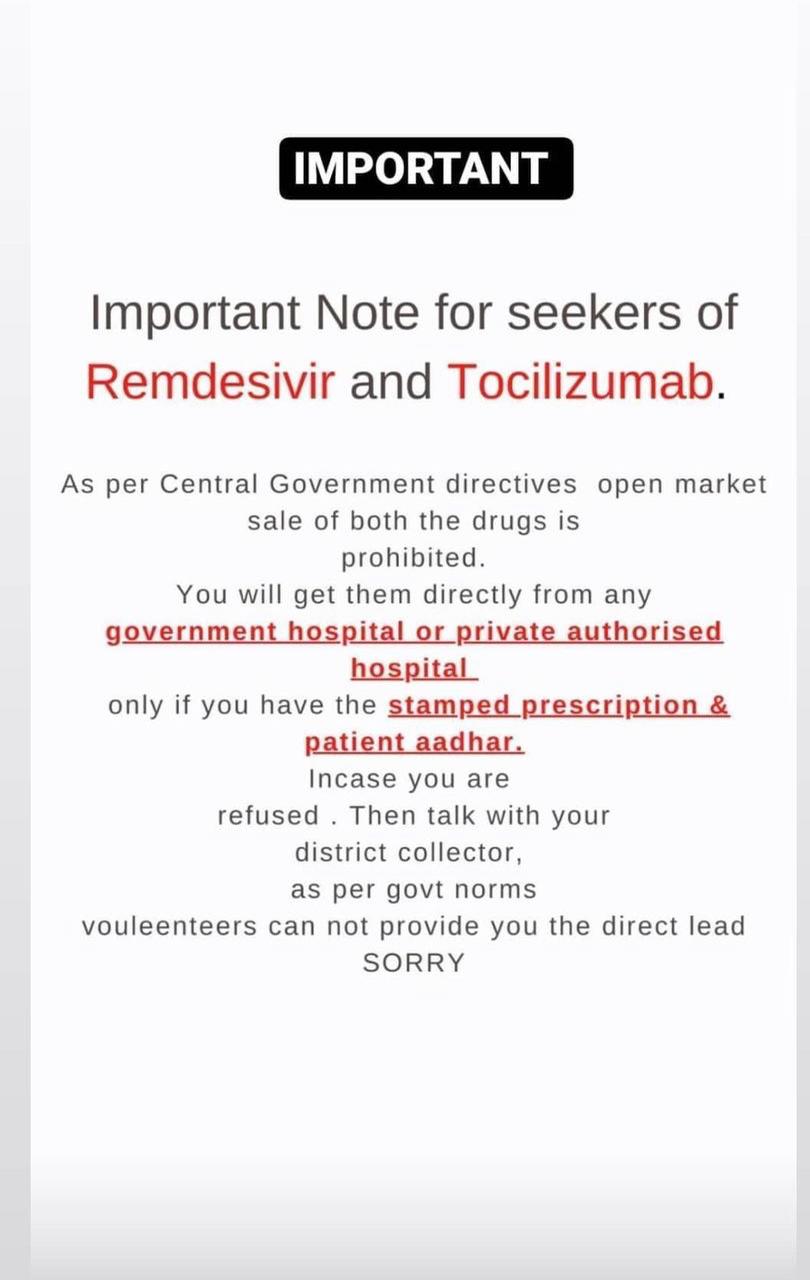 IMPORTANT
Important Note for seekers of
Remdesivir and Tocilizumab.
As per Central Government directives  open market
sale of both the drugs is
prohibited.
You will get them directly from any
government hospital or private authorised
hospital
only if you have the stamped prescription &
patient aadhar.
Incase you are
refused . Then talk with your
district collector,
as per govt norms
vouleenteers can not provide you the direct lead
SORRY